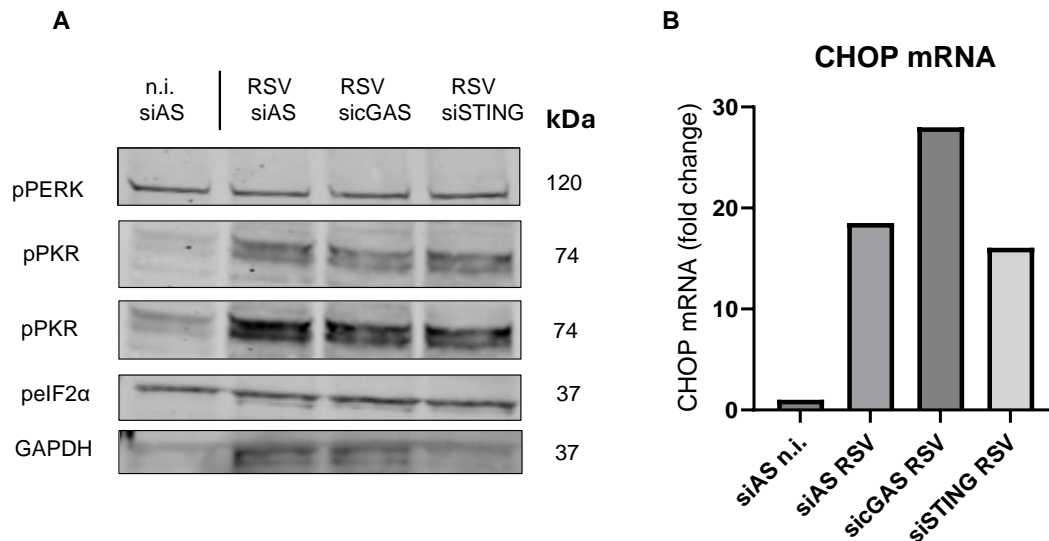 A
n.i.
siAS
RSV
siAS
RSV
sicGAS
RSV
siSTING
kDa
pPERK
120
pPKR
74
pPKR
74
peIF2α
37
GAPDH
37
B
CHOP mRNA
CHOP mRNA (fold change)
30
20
10
0
siAS n.i.
siAS RSV
sicGAS RSV
siSTING RSV